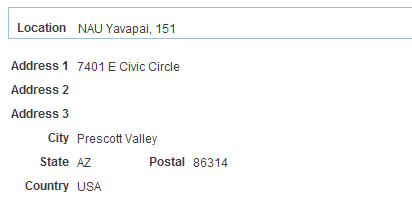 Location NAU Yavapai, 151
Address 1 7401 E Civic Circle
Address 2
Address 3
City Prescott Valley
State AZ Postal 86314
Country USA